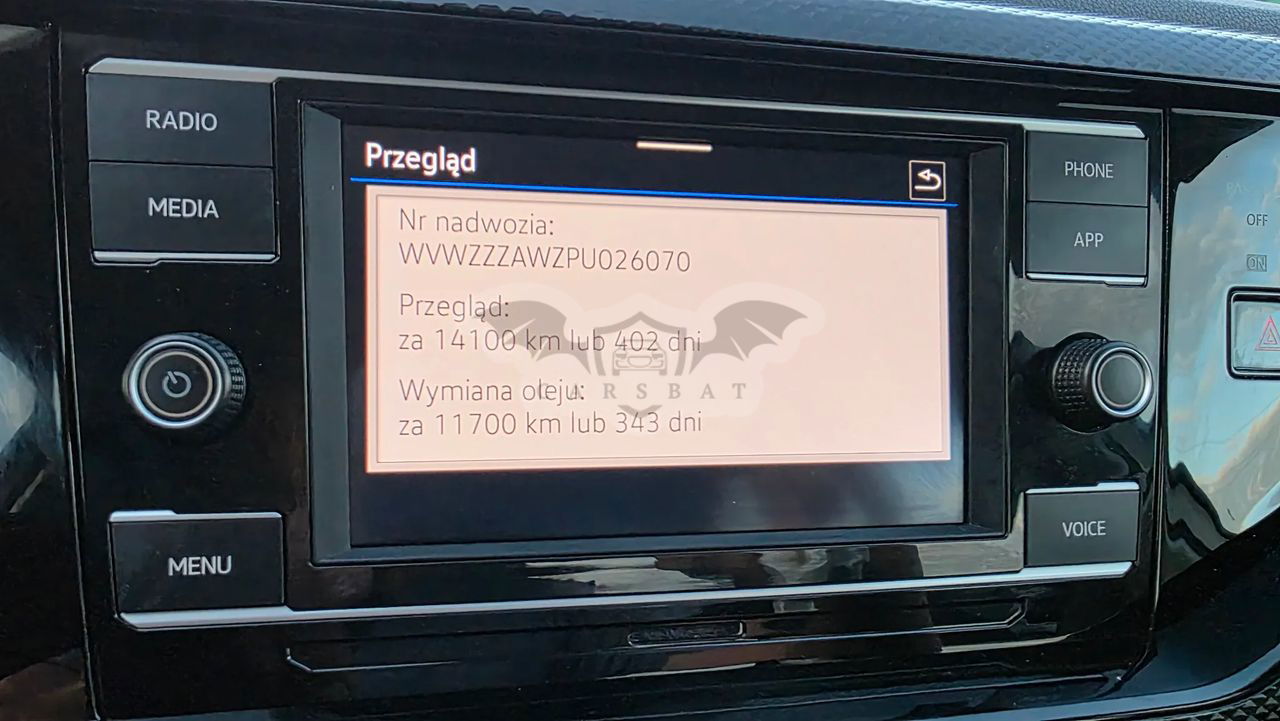 RADIO
MEDIA
MENU
Przegląd
Nr nadwozia:
WVWZZZAWZPU026070
Przegląd:
za 14100 km lub 402 dni
Wymiana oleju:
za 11700 km lub 343 dni
CARSBAT
PHONE
APP
VOICE
OFF
ON